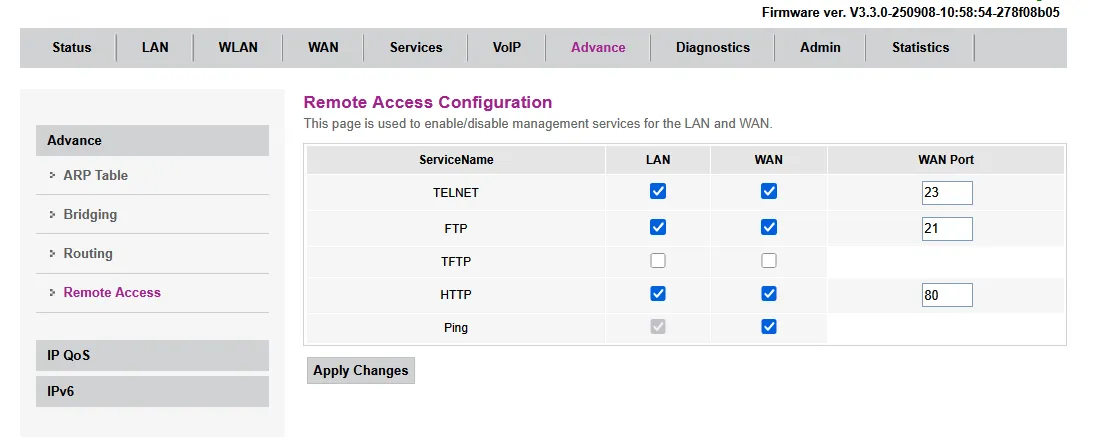 Firmware ver. V3.3.0-250908-10:58:54-278f08b05
Status LAN WLAN WAN Services VoIP Advance Diagnostics Admin Statistics
Advance
ARP Table
Bridging
Routing
Remote Access
IP QoS
IPv6
Remote Access Configuration
This page is used to enable/disable management services for the LAN and WAN.
ServiceName LAN WAN WAN Port
TELNET 23
FTP 21
TFTP
HTTP 80
Ping
Apply Changes